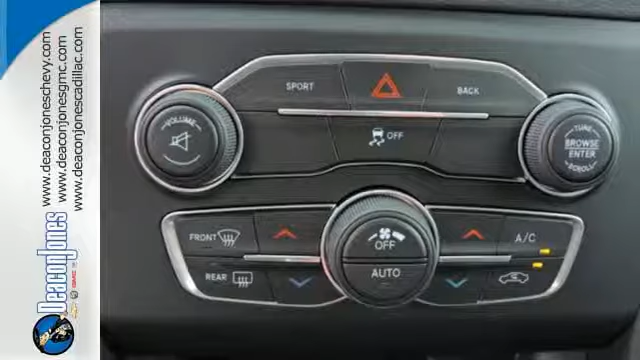 www.deaconjoneschevy.com
www.deaconjonesgmc.com
www.deaconjonescadillac.com
DeaconJones
GMC
SPORT
BACK
VOLUME
OFF
TUNE
BROWSE
ENTER
SCROLL
FRONT
OFF
A/C
REAR
AUTO